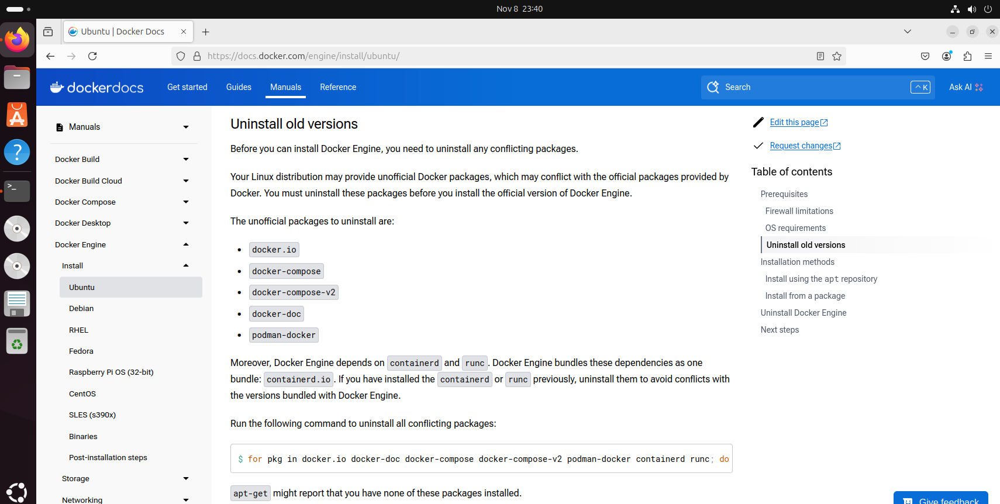 Nov 8 23:40
Ubuntu | Docker Docs
https://docs.docker.com/engine/install/ubuntu/
dockerdocs
Get started
Guides
Manuals
Reference
Search
^ K
Ask AI
Manuals
Docker Build
Docker Build Cloud
Docker Compose
Docker Desktop
Docker Engine
Install
Ubuntu
Debian
RHEL
Fedora
Raspberry Pi OS (32-bit)
CentOS
SLES (s390x)
Binaries
Post-installation steps
Storage
Networking
Uninstall old versions
Before you can install Docker Engine, you need to uninstall any conflicting packages.
Your Linux distribution may provide unofficial Docker packages, which may conflict with the official packages provided by
Docker. You must uninstall these packages before you install the official version of Docker Engine.
The unofficial packages to uninstall are:
docker.io
docker-compose
docker-compose-v2
docker-doc
podman-docker
Moreover, Docker Engine depends on containerd and runc. Docker Engine bundles these dependencies as one
bundle: containerd.io. If you have installed the containerd or runc previously, uninstall them to avoid conflicts with
the versions bundled with Docker Engine.
Run the following command to uninstall all conflicting packages:
$ for pkg in docker.io docker-doc docker-compose docker-compose-v2 podman-docker containerd runc; do
apt-get might report that you have none of these packages installed.
Edit this page
Request changes
Table of contents
Prerequisites
Firewall limitations
OS requirements
Uninstall old versions
Installation methods
Install using the apt repository
Install from a package
Uninstall Docker Engine
Next steps
Give feedback